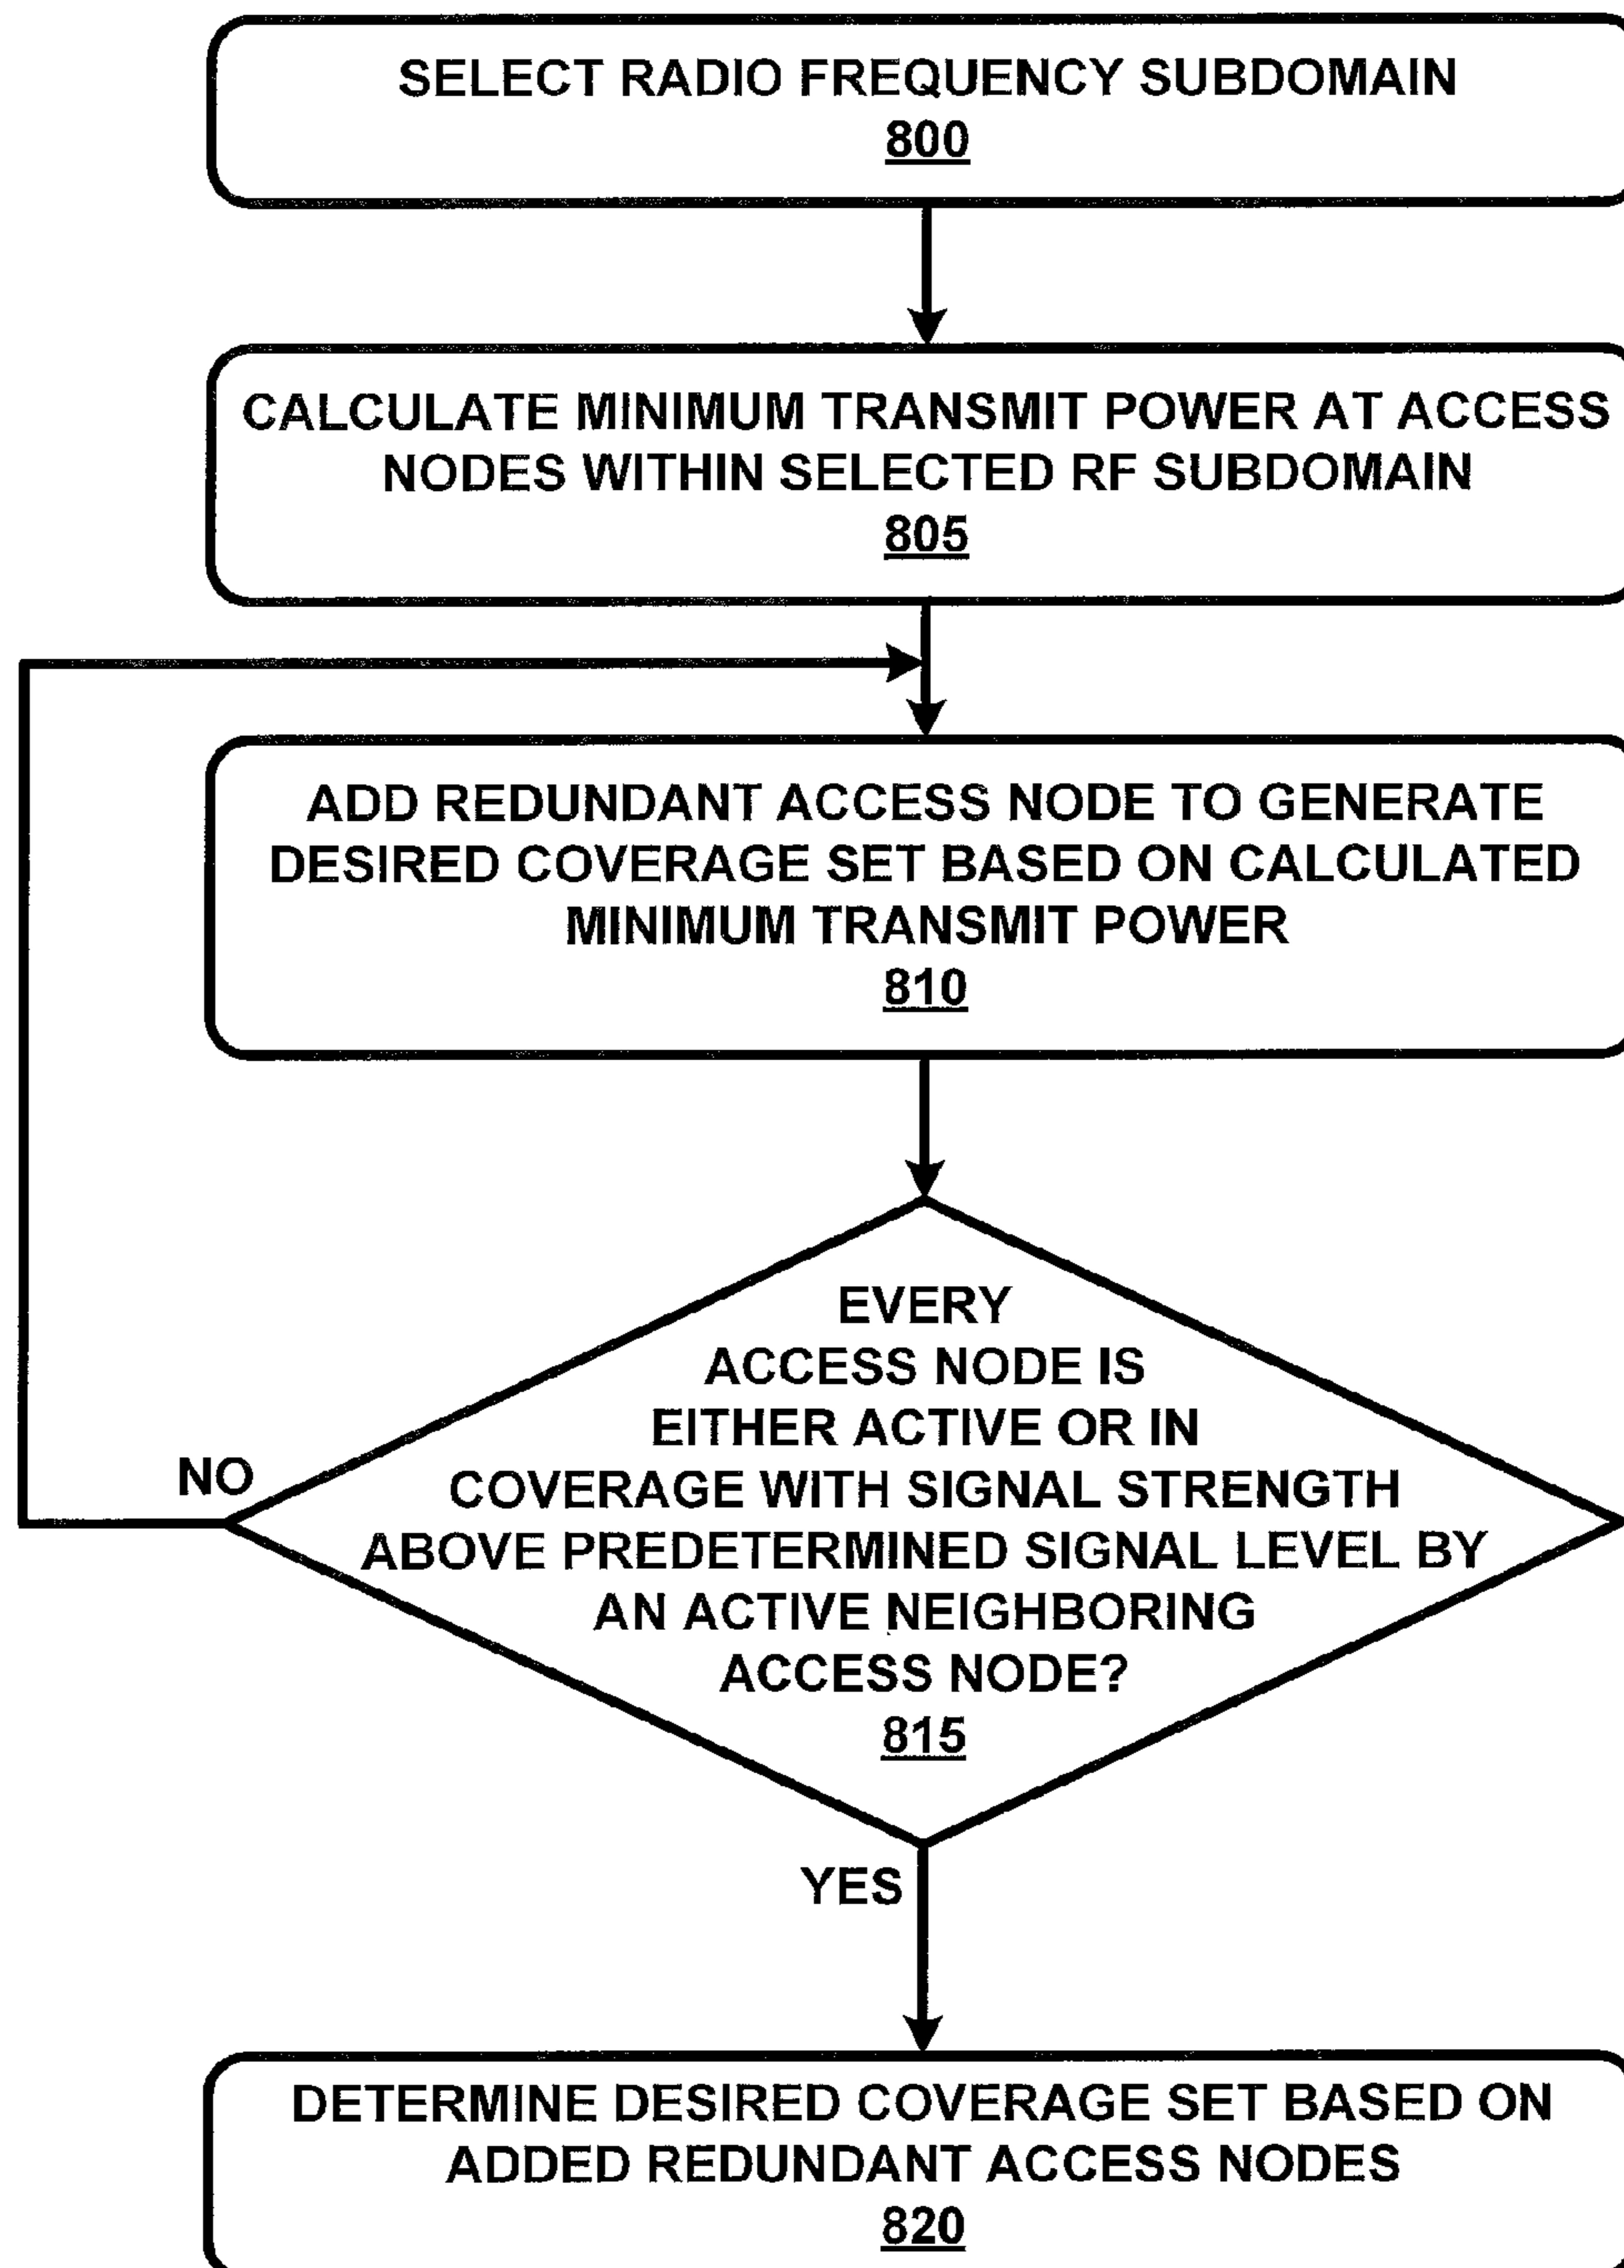 SELECT RADIO FREQUENCY SUBDOMAIN
800
CALCULATE MINIMUM TRANSMIT POWER AT ACCESS
NODES WITHIN SELECTED RF SUBDOMAIN
805
ADD REDUNDANT ACCESS NODE TO GENERATE
DESIRED COVERAGE SET BASED ON CALCULATED
MINIMUM TRANSMIT POWER
810
EVERY
ACCESS NODE IS
EITHER ACTIVE OR IN
COVERAGE WITH SIGNAL STRENGTH
ABOVE PREDETERMINED SIGNAL LEVEL BY
AN ACTIVE NEIGHBORING
ACCESS NODE?
815
NO
YES
DETERMINE DESIRED COVERAGE SET BASED ON
ADDED REDUNDANT ACCESS NODES
820